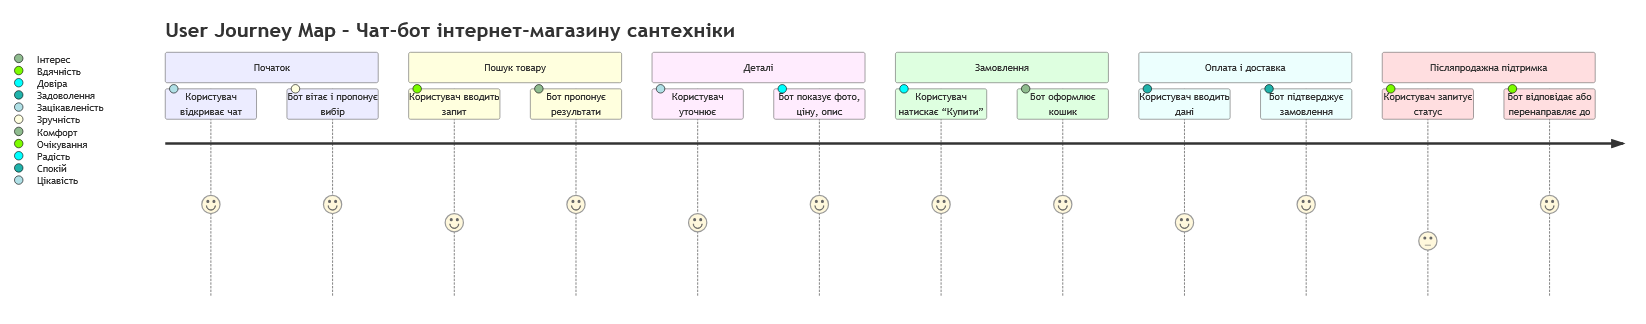 User Journey Map – Чат-бот інтернет-магазину сантехніки
Інтерес
Вдячність
Довіра
Задоволення
Зацікавленість
Зручність
Комфорт
Очікування
Радість
Спокій
Цікавість
Початок
Користувач
відкриває чат
Бот вітає і пропонує
вибір
Пошук товару
Користувач вводить
запит
Бот пропонує
результати
Деталі
Користувач
уточнює
Бот показує фото,
ціну, опис
Замовлення
Користувач
натискає “Купити”
Бот оформлює
кошик
Оплата і доставка
Користувач вводить
дані
Бот підтверджує
замовлення
Післяпродажна підтримка
Користувач запитує
статус
Бот відповідає або
перенаправляє до